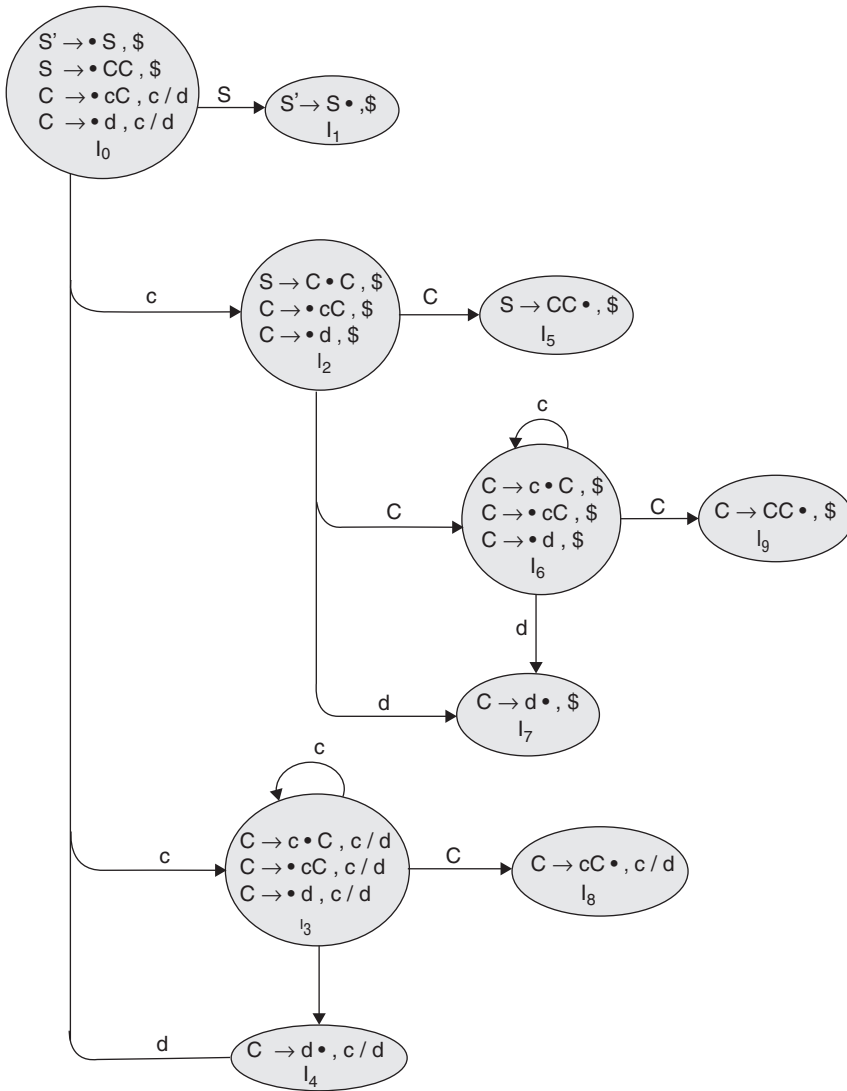 S' → • S , $
S → • CC, $
C → • cC , c / d
C → • d , c / d
I0
S
S' → S • ,$
I1
c
S → C • C, $
C → • cC, $
C → • d , $
I2
C
S → CC • , $
I5
c
C
C → c • C , $
C → • cC, $
C → • d , $
I6
C
C → CC • , $
I9
d
d
C → d • , $
I7
c
c
C → c • C , c / d
C → • cC, c / d
C → • d , c / d
I3
C
C → cC • , c / d
I8
d
C → d • , c / d
I4